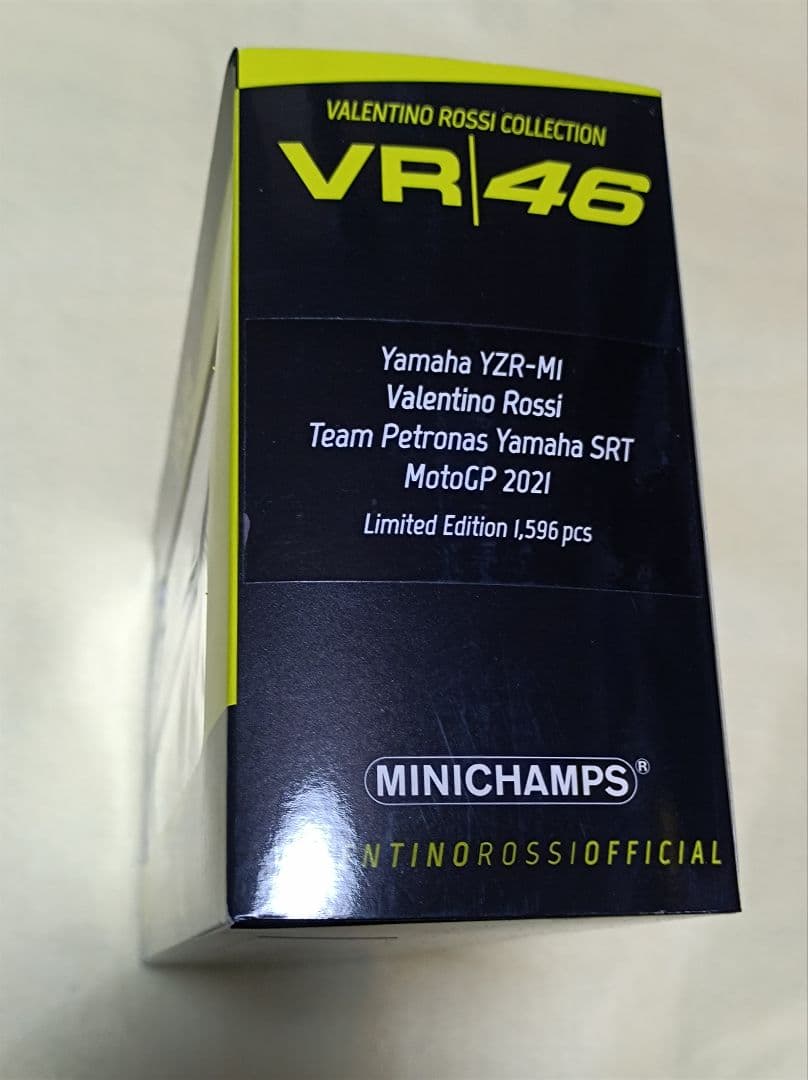 VALENTINO ROSSI COLLECTION
VR|46
Yamaha YZR-M1
Valentino Rossi
Team Petronas Yamaha SRT
MotoGP 2021
Limited Edition 1,596 pcs
MINICHAMPS®
NTINOROSSIOFFICIAL